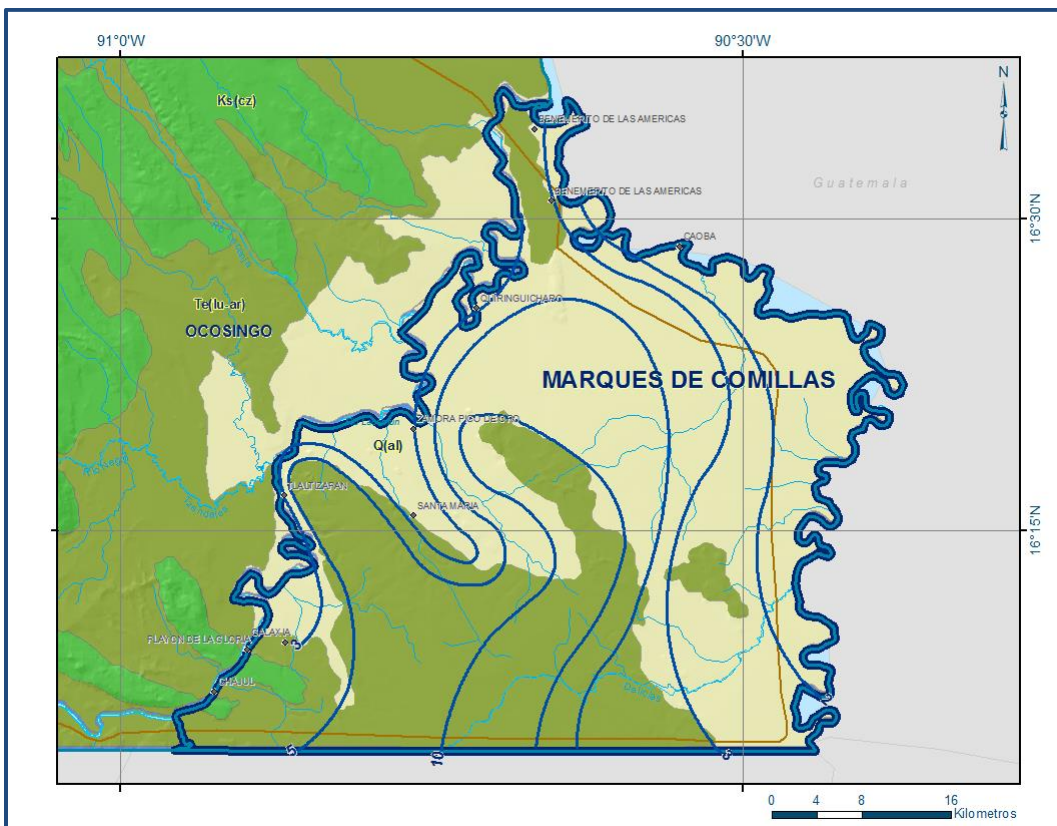 91°0'W
90°30'W
N
Ks(cz)
BENEMERITO DE LAS AMERICAS
Guatemala
BENEMERITO DE LAS AMERICAS
16°30'N
CAOBA
QUIRINGUICHARO
Te(lu-ar)
OCOSINGO
MARQUES DE COMILLAS
ZAMORA PICO DE ORO
Q(al)
TLALTIZAPAN
SANTA MARIA
16°15'N
GALAXIA
PLAYON DE LA GLORIA
3
CHAJUL
Delicias
5
10
0 4 8 16
Kilometros